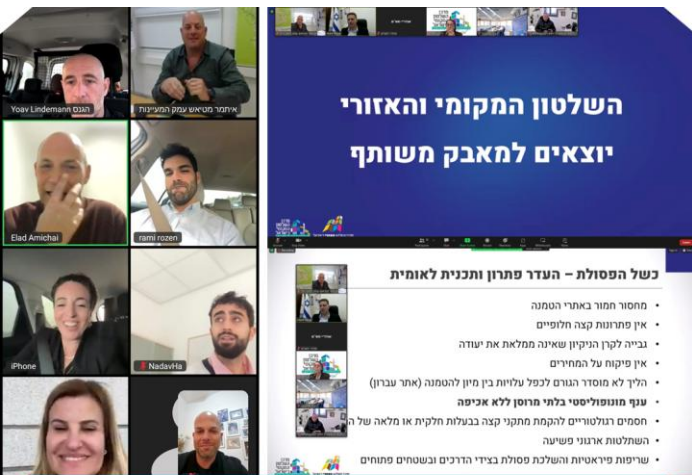 Yoav Lindemann הגנס
איתמר מטיאש עמק המעיינות
Elad Amichai
rami rozen
iPhone
NadavHa
השלטון המקומי והאזורי
יוצאים למאבק משותף
כשל הפסולת – העדר פתרון ותכנית לאומית
• מחסור חמור באתרי הטמנה
• אין פתרונות קצה חלופיים
• גבייה לקרן הניקיון שאינה ממלאת את יעודה
• אין פיקוח על המחירים
• הליך לא מוסדר הגורם לכפל עלויות בין מיון להטמנה (אתר עברון)
• ענף מונופוליסטי בלתי מרוסן ללא אכיפה
• חסמים רגולטוריים להקמת מתקני קצה בבעלות חלקית או מלאה של ה
• השתלטות ארגוני פשיעה
• שריפות פיראטיות והשלכת פסולת בצידי הדרכים ובשטחים פתוחים